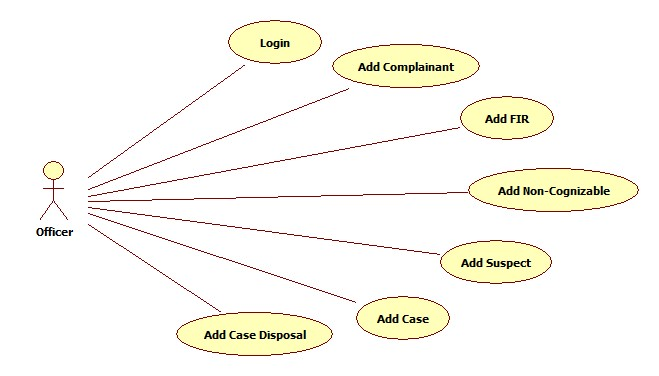 Login
Add Complainant
Add FIR
Add Non-Cognizable
Officer
Add Suspect
Add Case
Add Case Disposal